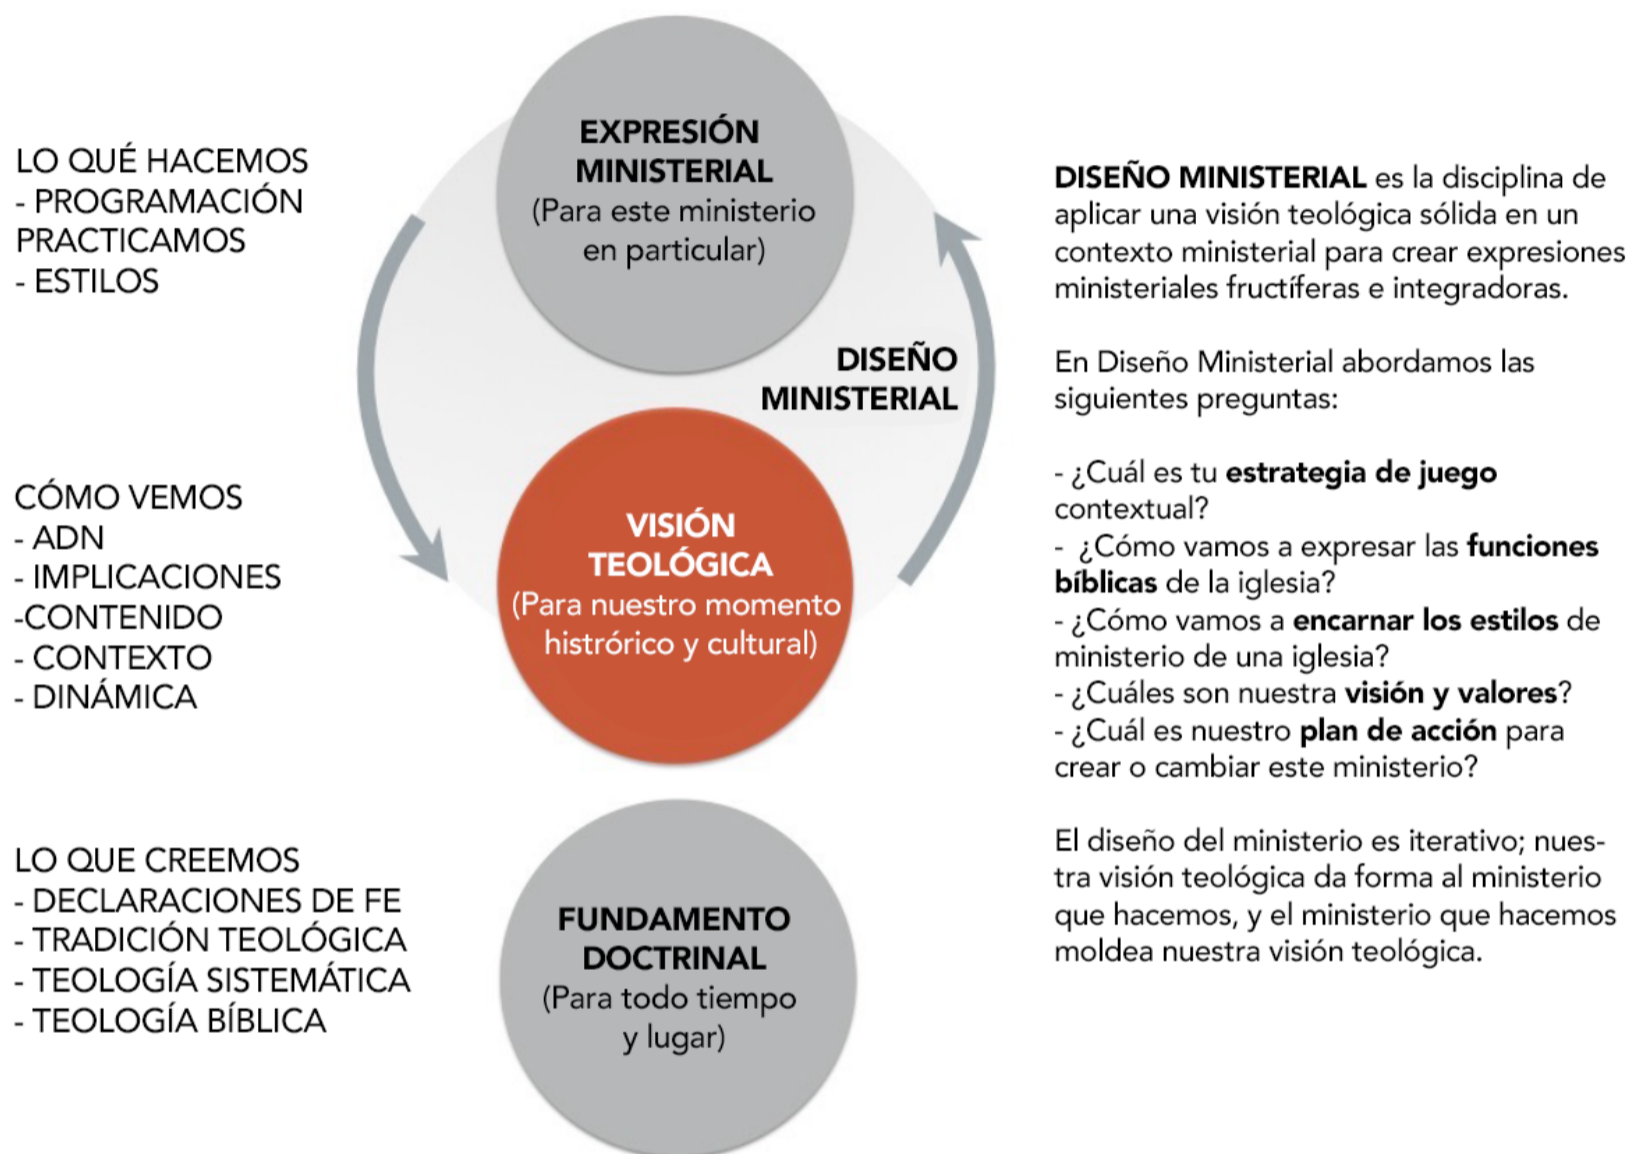 LO QUÉ HACEMOS
- PROGRAMACIÓN
PRACTICAMOS
- ESTILOS
CÓMO VEMOS
- ADN
- IMPLICACIONES
-CONTENIDO
- CONTEXTO
- DINÁMICA
LO QUE CREEMOS
- DECLARACIONES DE FE
- TRADICIÓN TEOLÓGICA
- TEOLOGÍA SISTEMÁTICA
- TEOLOGÍA BÍBLICA
EXPRESIÓN
MINISTERIAL
(Para este ministerio
en particular)
DISEÑO
MINISTERIAL
VISIÓN
TEOLÓGICA
(Para nuestro momento
histrórico y cultural)
FUNDAMENTO
DOCTRINAL
(Para todo tiempo
y lugar)
DISEÑO MINISTERIAL es la disciplina de
aplicar una visión teológica sólida en un
contexto ministerial para crear expresiones
ministeriales fructíferas e integradoras.
En Diseño Ministerial abordamos las
siguientes preguntas:
- ¿Cuál es tu estrategia de juego
contextual?
- ¿Cómo vamos a expresar las funciones
bíblicas de la iglesia?
- ¿Cómo vamos a encarnar los estilos de
ministerio de una iglesia?
- ¿Cuáles son nuestra visión y valores?
- ¿Cuál es nuestro plan de acción para
crear o cambiar este ministerio?
El diseño del ministerio es iterativo; nues-
tra visión teológica da forma al ministerio
que hacemos, y el ministerio que hacemos
moldea nuestra visión teológica.